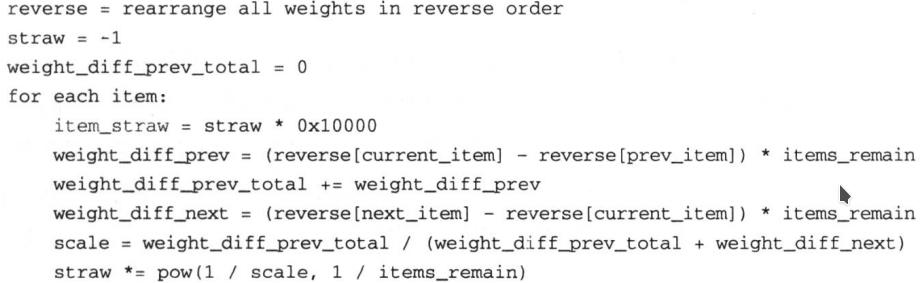 reverse = rearrange all weights in reverse order
straw = -1
weight_diff_prev_total = 0
for each item:
item_straw = straw * 0x10000
weight_diff_prev = (reverse[current_item] - reverse[prev_item]) * items_remain
weight_diff_prev_total += weight_diff_prev
weight_diff_next = (reverse[next_item] - reverse[current_item]) * items_remain
scale = weight_diff_prev_total / (weight_diff_prev_total + weight_diff_next)
straw *= pow(1 / scale, 1 / items_remain)